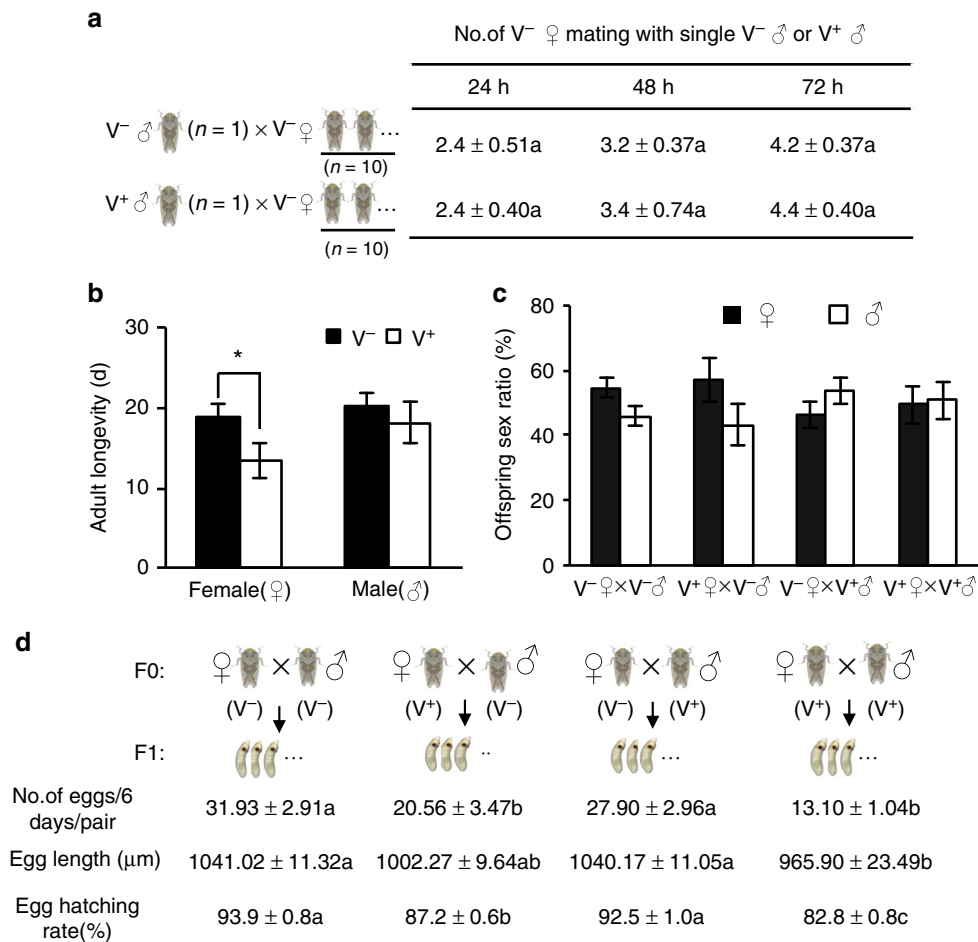 a
No.of V⁻ ♀ mating with single V⁻ ♂ or V⁺ ♂
24 h 48 h 72 h
V⁻ ♂ (n = 1) × V⁻ ♀ ... (n = 10) 2.4 ± 0.51a 3.2 ± 0.37a 4.2 ± 0.37a
V⁺ ♂ (n = 1) × V⁻ ♀ ... (n = 10) 2.4 ± 0.40a 3.4 ± 0.74a 4.4 ± 0.40a
b
Adult longevity (d)
30
20
10
0
V⁻ V⁺
*
Female(♀) Male(♂)
c
Offspring sex ratio (%)
80
60
40
20
0
♀ ♂
V⁻♀×V⁻♂ V⁺♀×V⁻♂ V⁻♀×V⁺♂ V⁺♀×V⁺♂
d
F0: ♀ × ♂ ♀ × ♂ ♀ × ♂ ♀ × ♂
(V⁻) (V⁻) (V⁺) (V⁻) (V⁻) (V⁺) (V⁺) (V⁺)
F1: ... .. ... ...
No.of eggs/6
days/pair
31.93 ± 2.91a 20.56 ± 3.47b 27.90 ± 2.96a 13.10 ± 1.04b
Egg length (μm) 1041.02 ± 11.32a 1002.27 ± 9.64ab 1040.17 ± 11.05a 965.90 ± 23.49b
Egg hatching
rate(%)
93.9 ± 0.8a 87.2 ± 0.6b 92.5 ± 1.0a 82.8 ± 0.8c